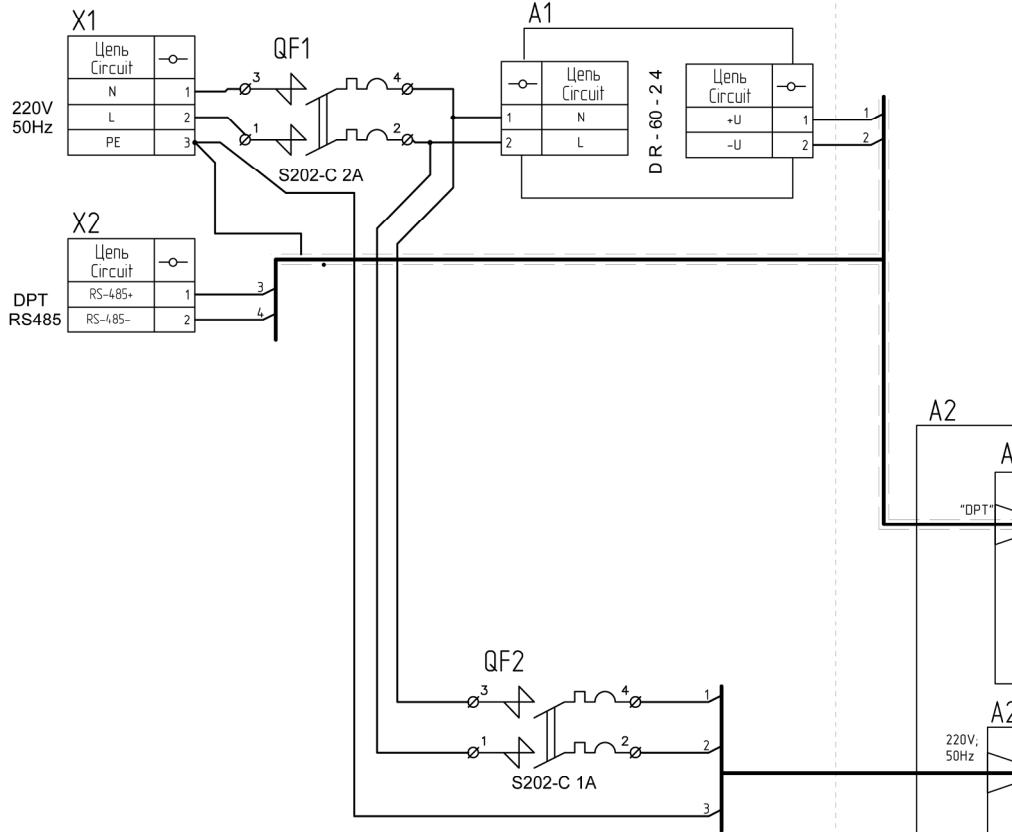 X1
Цепь
Circuit
N 1
L 2
PE 3
220V
50Hz
QF1
3 4
1 2
S202-C 2A
A1
Цепь
Circuit
1 N
2 L
DR-60-24
Цепь
Circuit
+U 1
-U 2
1
2
X2
Цепь
Circuit
RS-485+ 1
RS-485- 2
DPT
RS485
3
4
A2
A
"DPT"
QF2
3 4
1 2
S202-C 1A
1
2
3
A2
220V;
50Hz